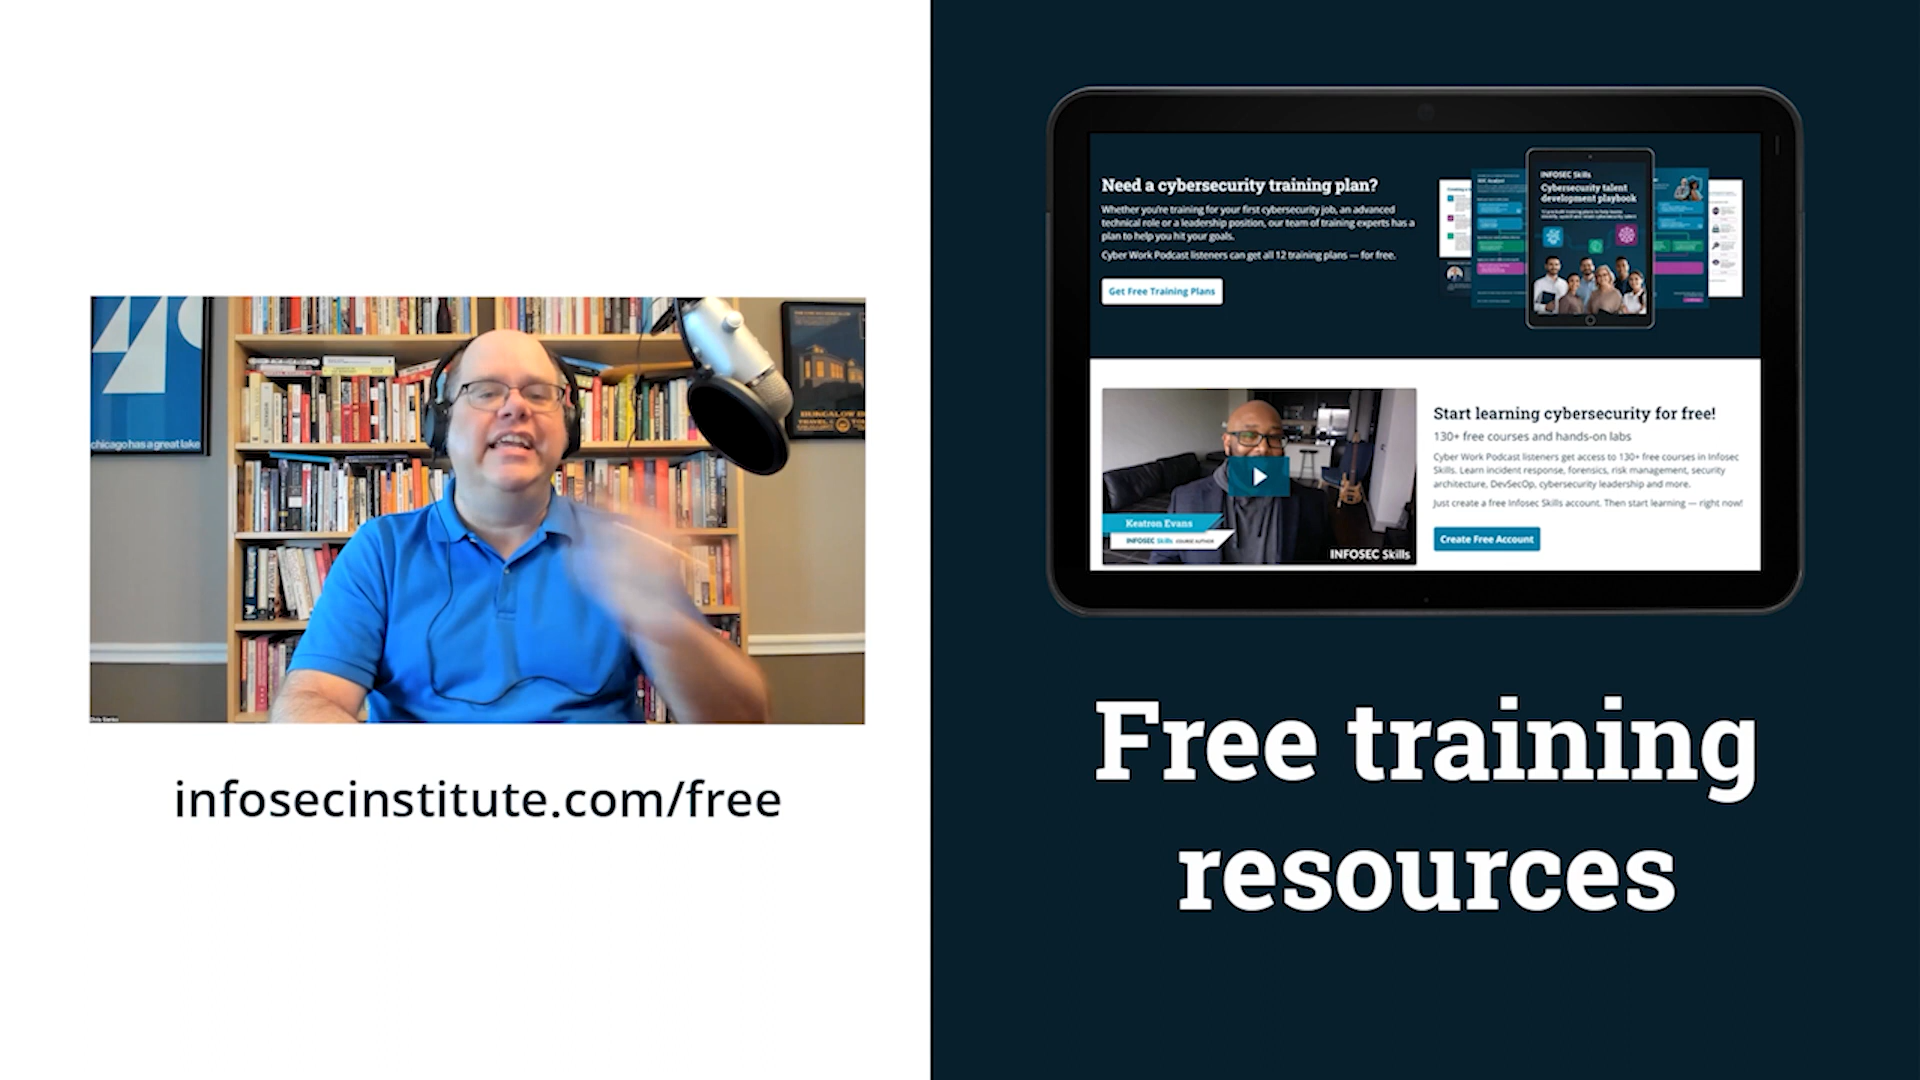 chicago has a great lake
BUNGALOW
infosecinstitute.com/free
Need a cybersecurity training plan?
Whether you're training for your first cybersecurity job, an advanced
technical role or a leadership position, our team of training experts has a
plan to help you hit your goals.
Cyber Work Podcast listeners can get all 12 training plans — for free.
Get Free Training Plans
INFOSEC Skills
Cybersecurity talent
development playbook
Keatron Evans
INFOSEC Skills COURSE AUTHOR
INFOSEC Skills
Start learning cybersecurity for free!
130+ free courses and hands-on labs
Cyber Work Podcast listeners get access to 130+ free courses in Infosec
Skills. Learn incident response, forensics, risk management, security
architecture, DevSecOp, cybersecurity leadership and more.
Just create a free Infosec Skills account. Then start learning — right now!
Create Free Account
Free training
resources